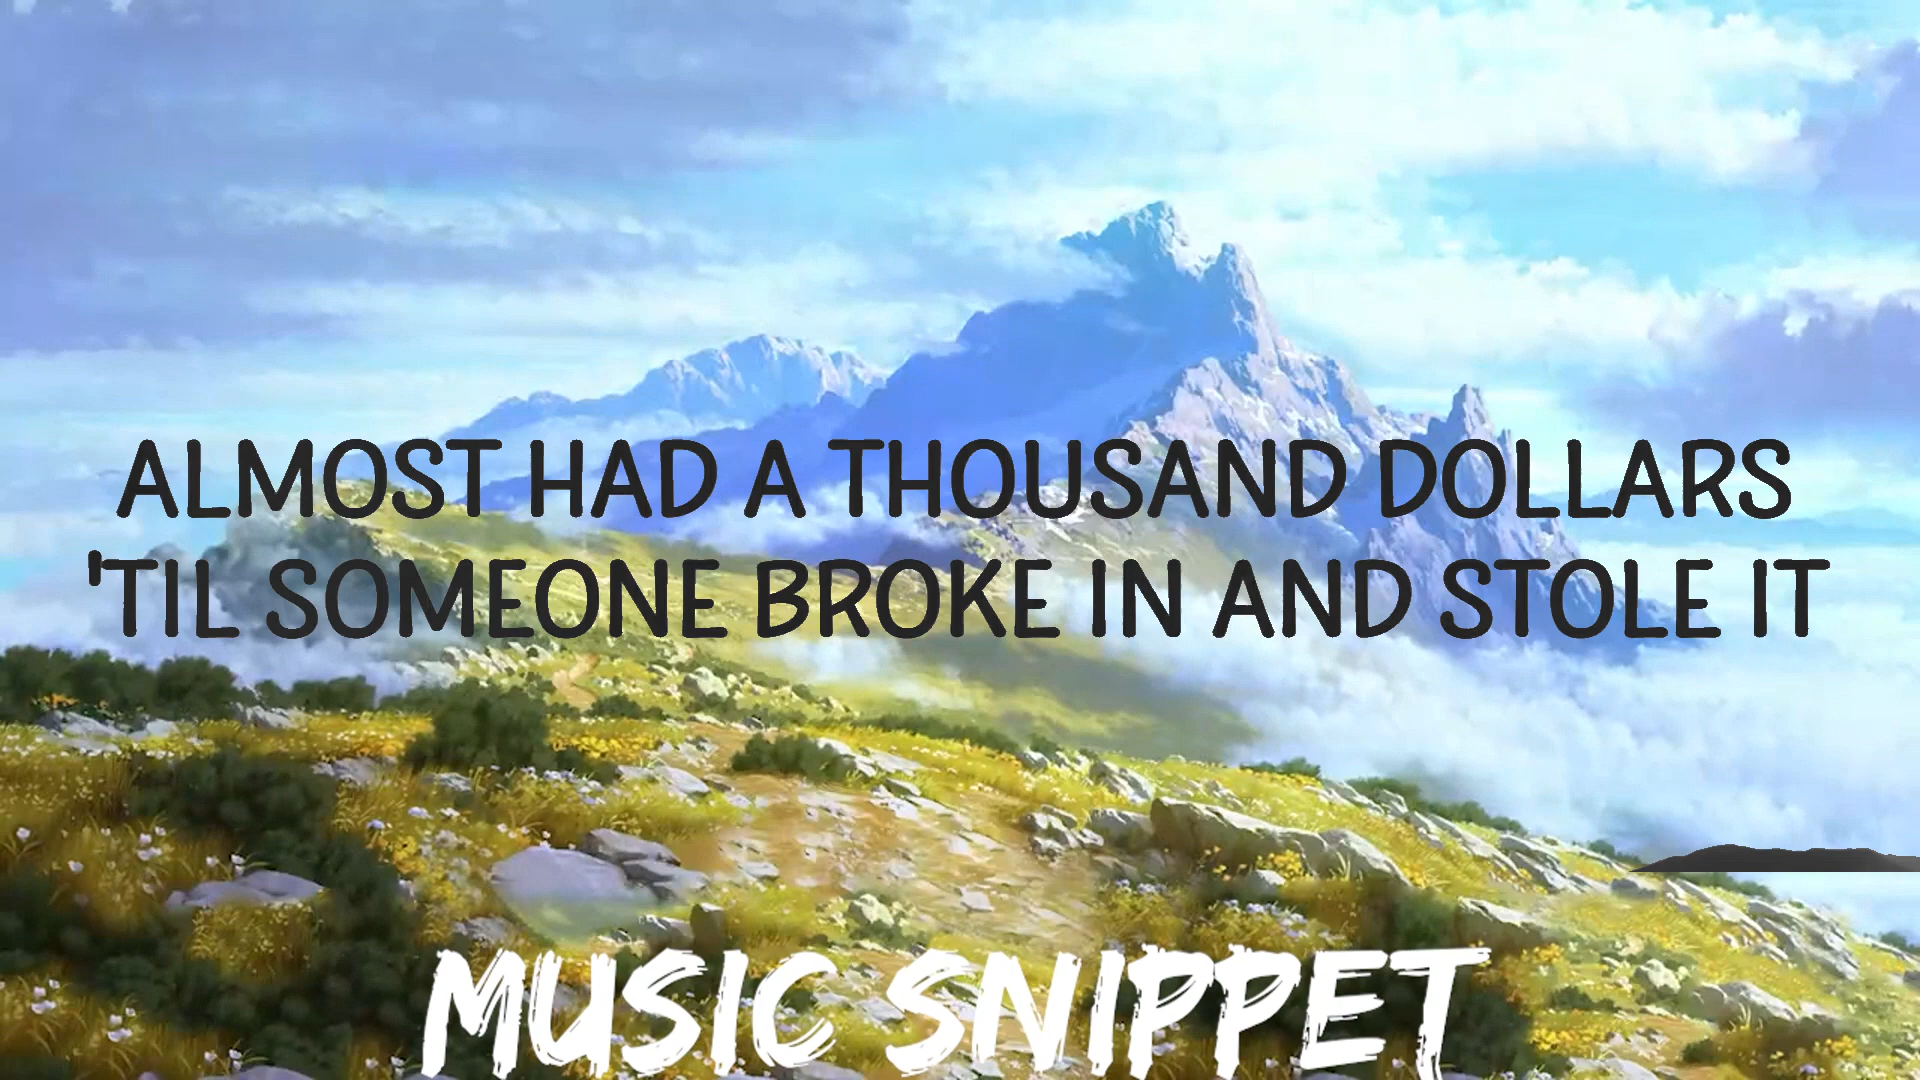 ALMOST HAD A THOUSAND DOLLARS
'TIL SOMEONE BROKE IN AND STOLE IT
MUSIC SNIPPET